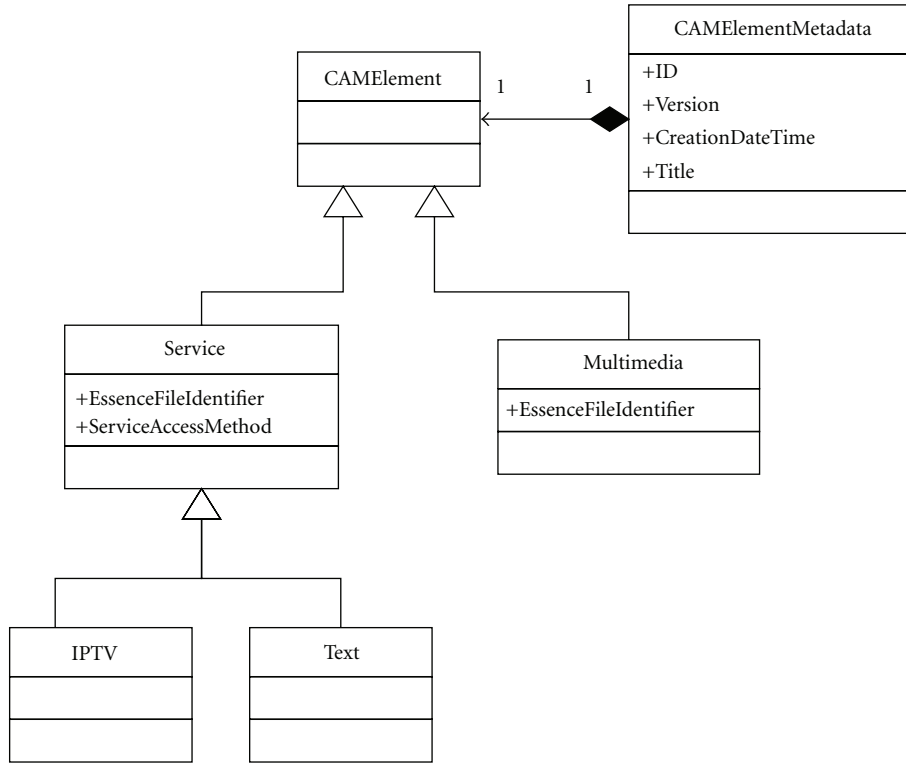 CAMElementMetadata
+ID
+Version
+CreationDateTime
+Title
CAMElement
1 1
Service
+EssenceFileIdentifier
+ServiceAccessMethod
Multimedia
+EssenceFileIdentifier
IPTV
Text